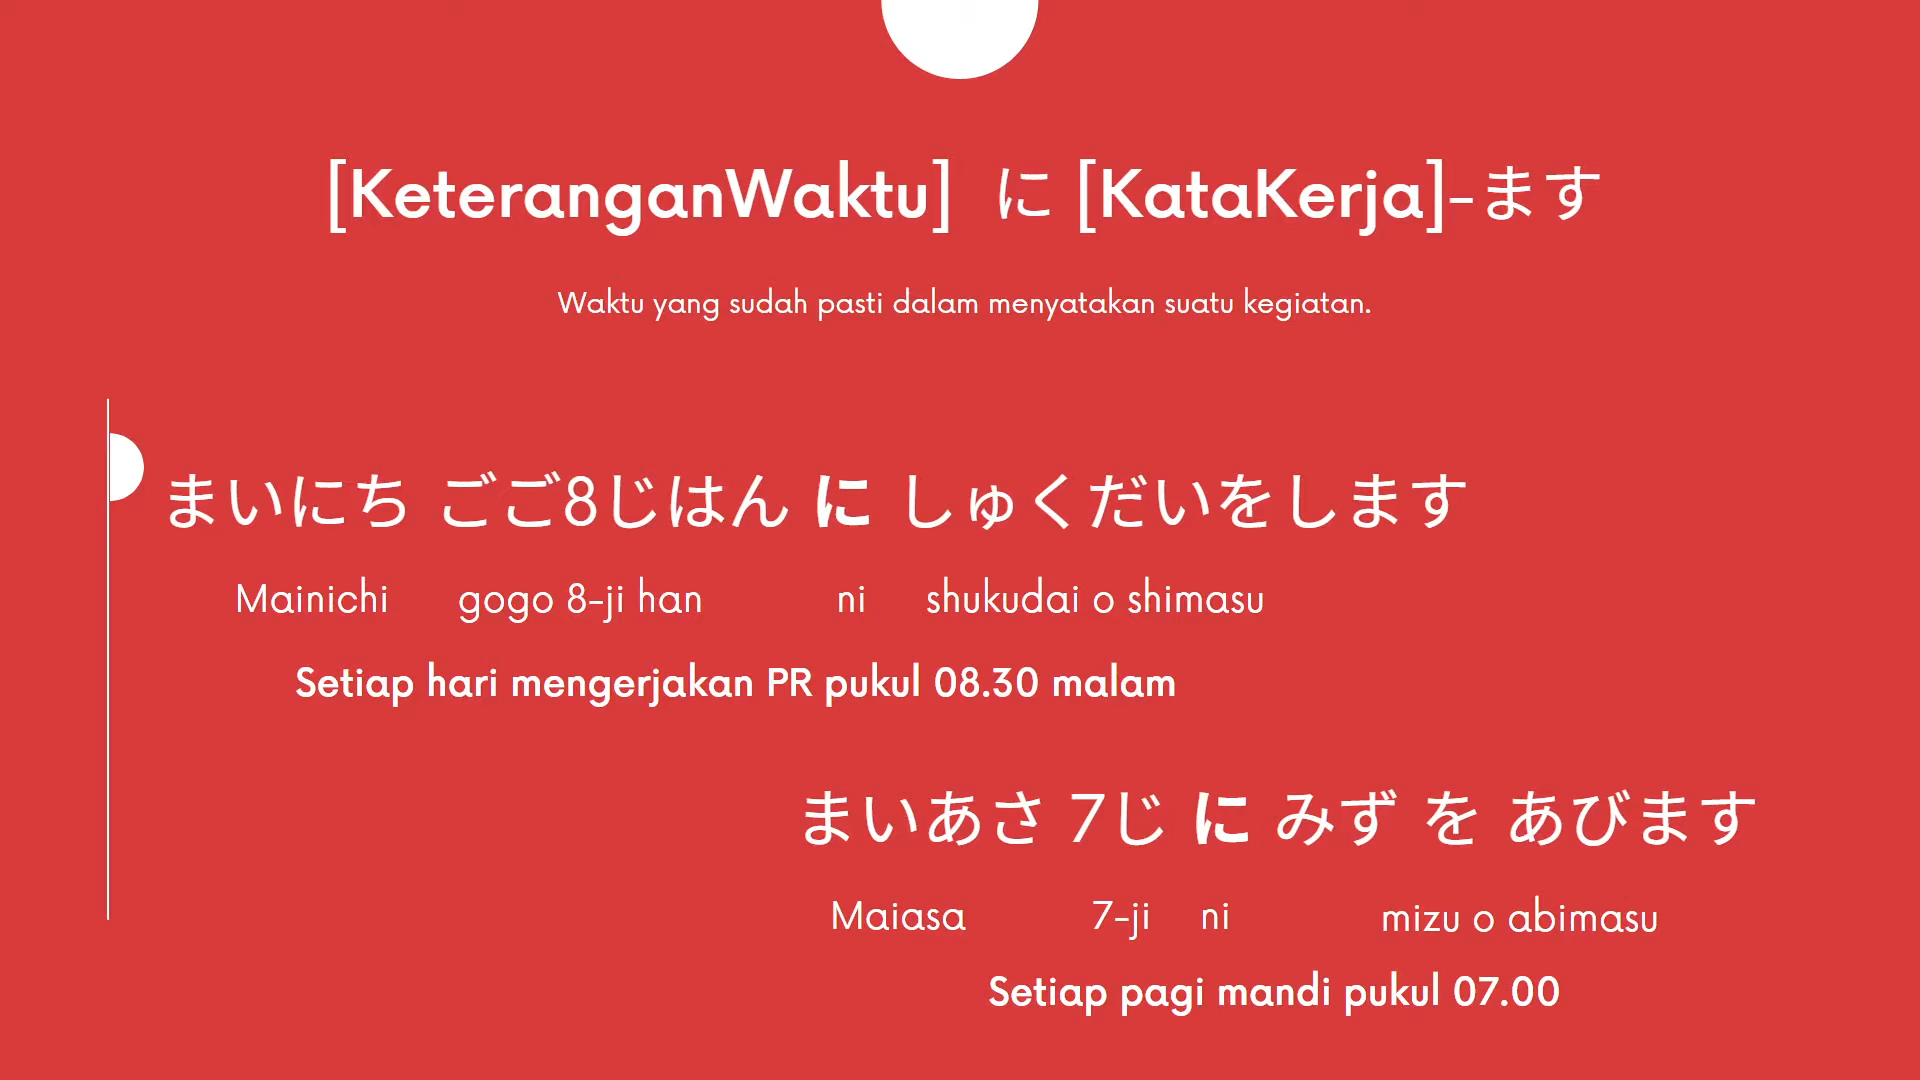 [KeteranganWaktu] に [KataKerja]-ます
Waktu yang sudah pasti dalam menyatakan suatu kegiatan.
まいにち ごご8じはん に しゅくだいをします
Mainichi gogo 8-ji han ni shukudai o shimasu
Setiap hari mengerjakan PR pukul 08.30 malam
まいあさ 7じ に みず を あびます
Maiasa 7-ji ni mizu o abimasu
Setiap pagi mandi pukul 07.00